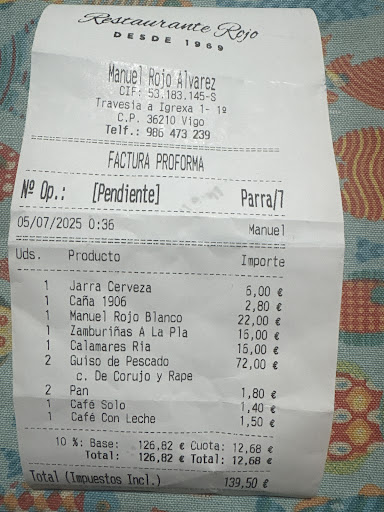 Restaurante Rojo
DESDE 1969
Manuel Rojo Alvarez
CIF: 53.183.145-S
Travesia a Igrexa 1- 1º
C.P. 36210 Vigo
Telf.: 986 473 239
FACTURA PROFORMA
Nº Op.: [Pendiente] Parra/7
05/07/2025 0:36 Manuel
Uds. Producto Importe
1 Jarra Cerveza 6,00 €
1 Caña 1906 2,80 €
1 Manuel Rojo Blanco 22,00 €
1 Zamburiñas A La Pla 16,00 €
1 Calamares Ria 16,00 €
2 Guiso de Pescado 72,00 €
c. De Corujo y Rape
2 Pan 1,80 €
1 Café Solo 1,40 €
1 Café Con Leche 1,50 €
10 %: Base: 126,82 € Cuota: 12,68 €
Total: 126,82 € Total: 12,68 €
Total (Impuestos Incl.) 139,50 €